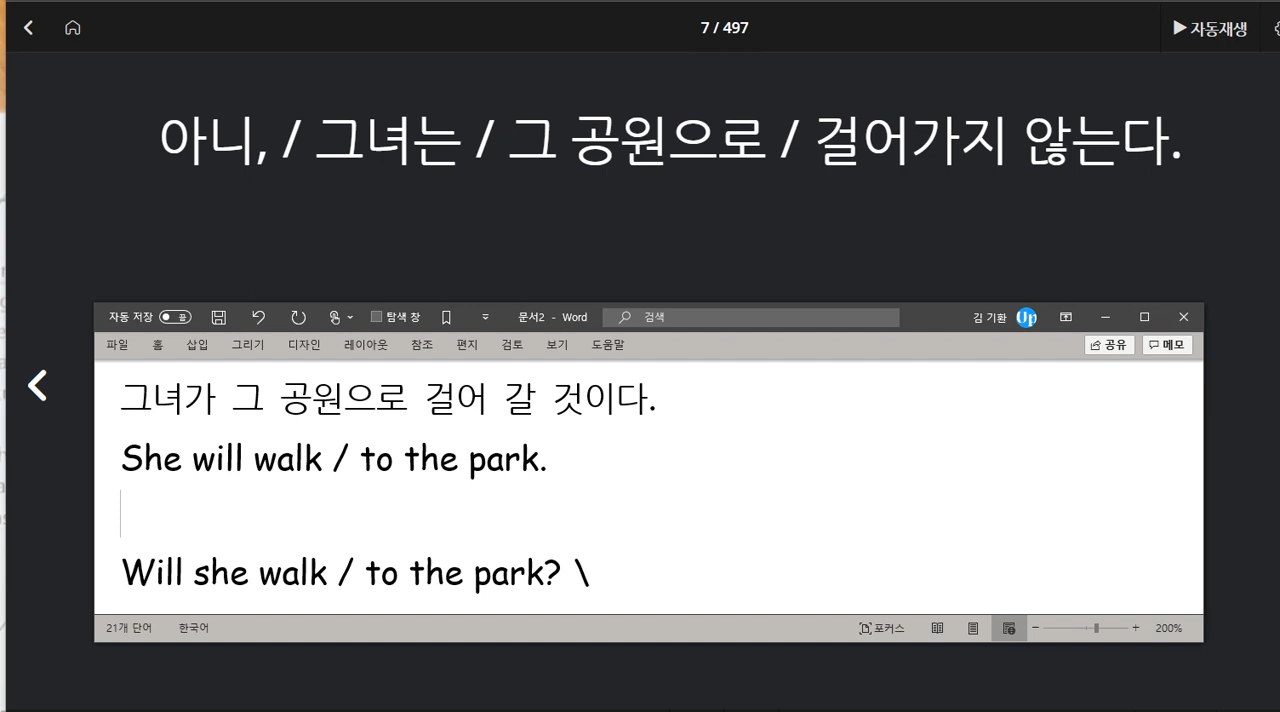 7 / 497
▶ 자동재생
아니, / 그녀는 / 그 공원으로 / 걸어가지 않는다.
자동 저장 끔 탐색 창 문서2 - Word 검색 김 기환 Up
파일 홈 삽입 그리기 디자인 레이아웃 참조 편지 검토 보기 도움말 공유 메모
그녀가 그 공원으로 걸어 갈 것이다.
She will walk / to the park.
Will she walk / to the park? \
21개 단어 한국어 포커스 − + 200%